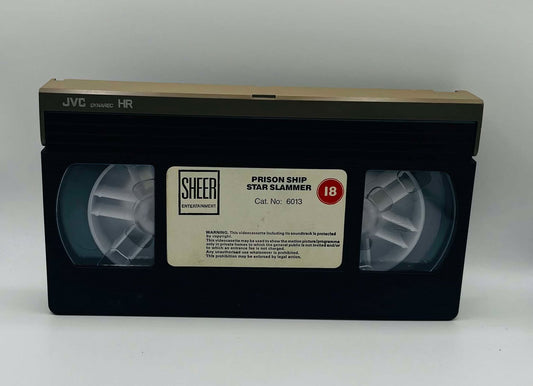 JVC DYNAREC HR
SHEER
ENTERTAINMENT
PRISON SHIP
STAR SLAMMER
18
Cat. No: 6013
WARNING. This videocassette including its soundtrack is protected
by copyright.
This videocassette may be used to show the motion picture/programme
only in private homes to which the general public is not invited and/or
to which an entrance fee is not charged.
Any unauthorised use whatsoever is prohibited.
This prohibition may be enforced by legal action.